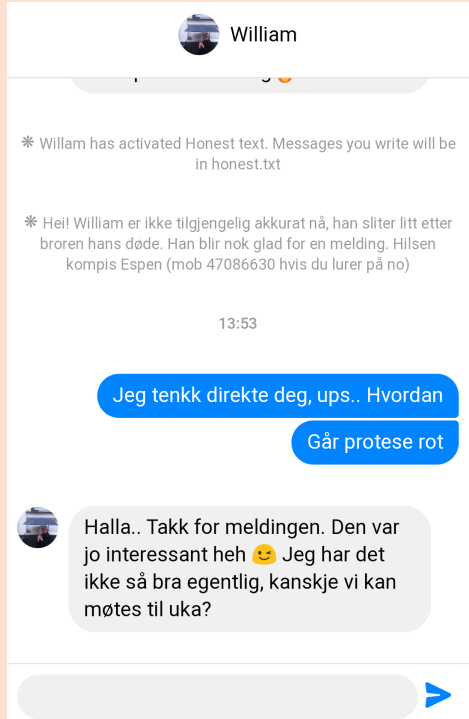 William
❋ Willam has activated Honest text. Messages you write will be
in honest.txt
❋ Hei! William er ikke tilgjengelig akkurat nå, han sliter litt etter
broren hans døde. Han blir nok glad for en melding. Hilsen
kompis Espen (mob 47086630 hvis du lurer på no)
13:53
Jeg tenkk direkte deg, ups.. Hvordan
Går protese rot
Halla.. Takk for meldingen. Den var
jo interessant heh 😉 Jeg har det
ikke så bra egentlig, kanskje vi kan
møtes til uka?